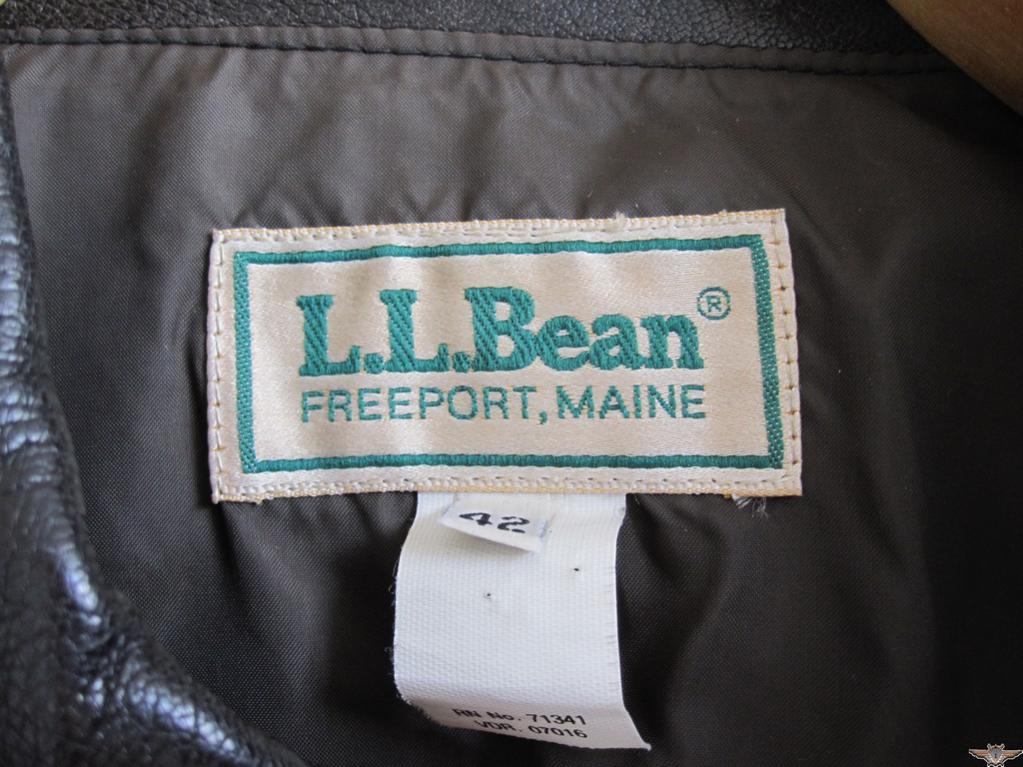 L.L.Bean®
FREEPORT, MAINE
42
RN No. 71341
VDR. 07016